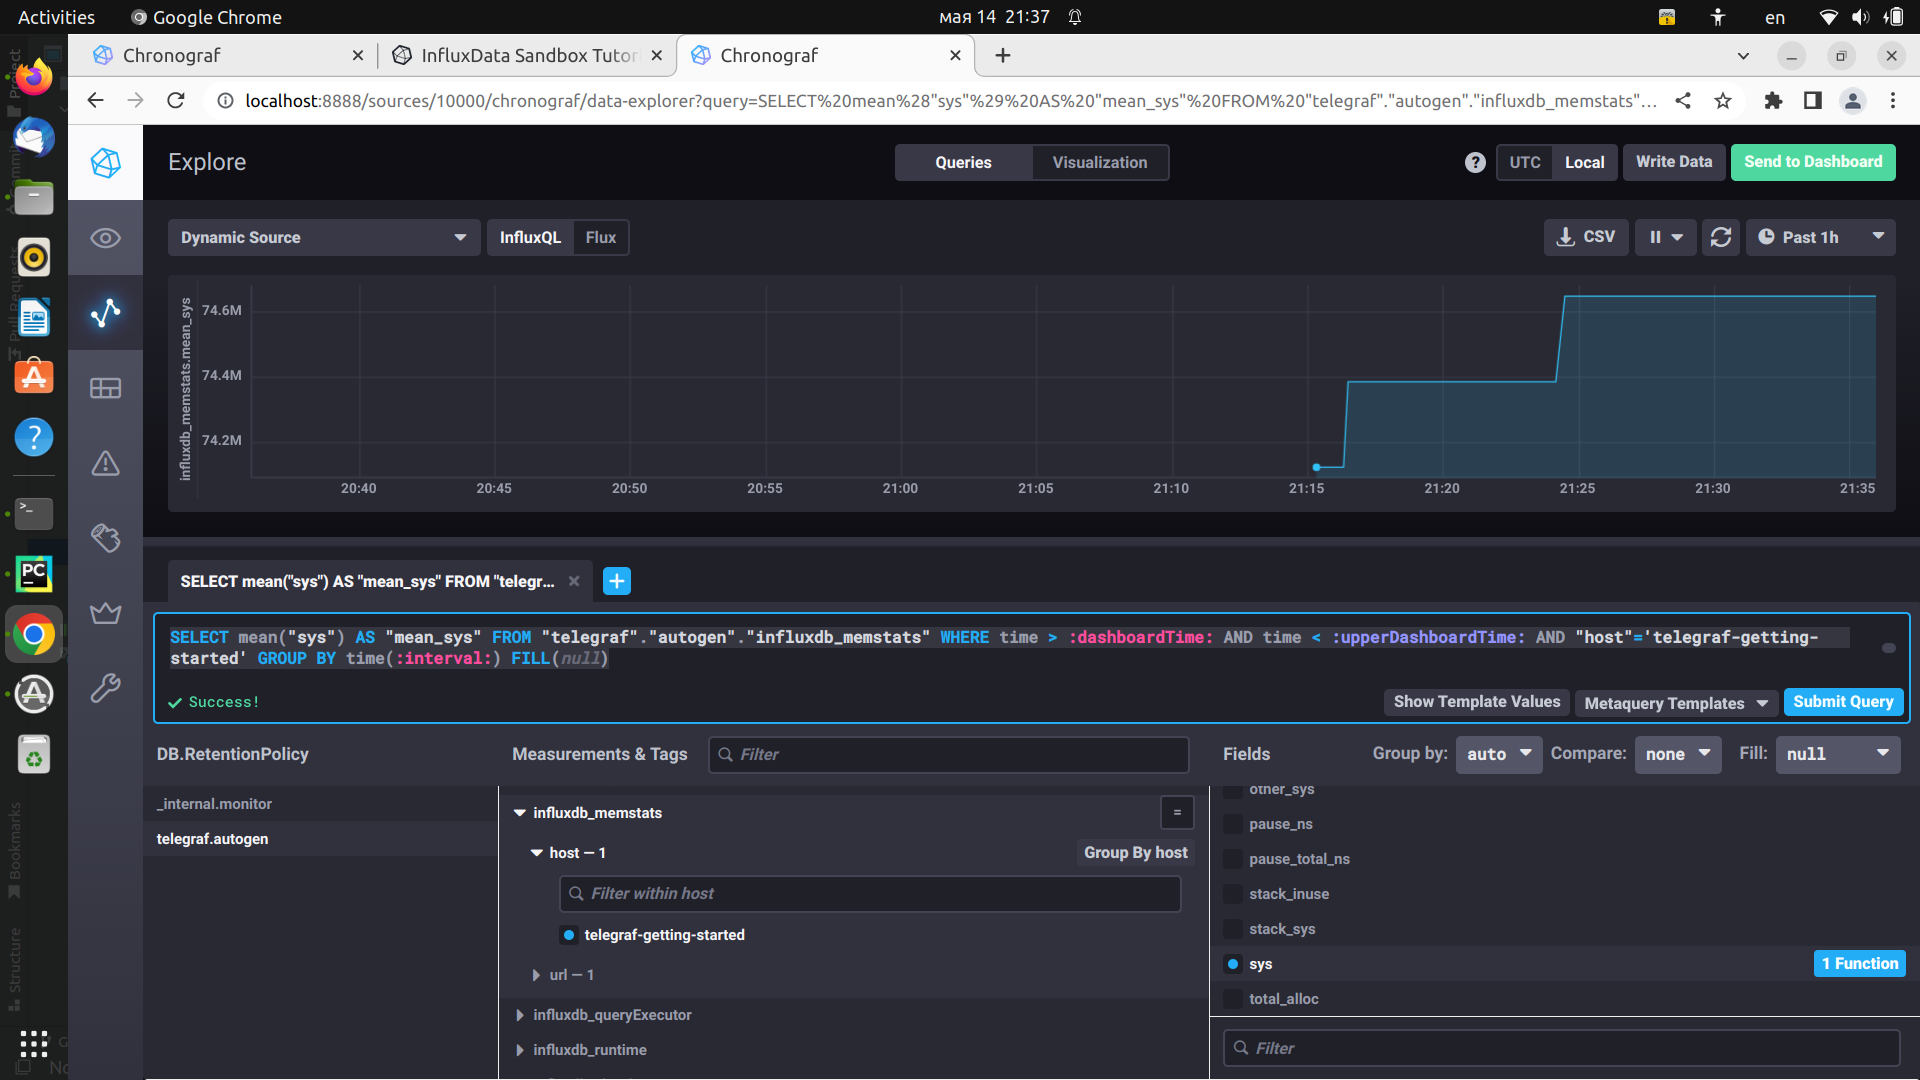 Activities
Google Chrome
мая 14 21:37
en
Chronograf
InfluxData Sandbox Tutor
Chronograf
localhost:8888/sources/10000/chronograf/data-explorer?query=SELECT%20mean%28"sys"%29%20AS%20"mean_sys"%20FROM%20"telegraf"."autogen"."influxdb_memstats"...
Explore
Queries
Visualization
UTC
Local
Write Data
Send to Dashboard
Dynamic Source
InfluxQL
Flux
CSV
Past 1h
influxdb_memstats.mean_sys
74.6M
74.4M
74.2M
20:40
20:45
20:50
20:55
21:00
21:05
21:10
21:15
21:20
21:25
21:30
21:35
SELECT mean("sys") AS "mean_sys" FROM "telegr...
SELECT mean("sys") AS "mean_sys" FROM "telegraf"."autogen"."influxdb_memstats" WHERE time > :dashboardTime: AND time < :upperDashboardTime: AND "host"='telegraf-getting-
started' GROUP BY time(:interval:) FILL(null)
Success!
Show Template Values
Metaquery Templates
Submit Query
DB.RetentionPolicy
Measurements & Tags
Filter
Fields
Group by:
auto
Compare:
none
Fill:
null
_internal.monitor
telegraf.autogen
influxdb_memstats
=
host — 1
Group By host
Filter within host
telegraf-getting-started
url — 1
influxdb_queryExecutor
influxdb_runtime
other_sys
pause_ns
pause_total_ns
stack_inuse
stack_sys
sys
1 Function
total_alloc
Filter
Project
Commit
Pull Requests
Bookmarks
Structure
PC